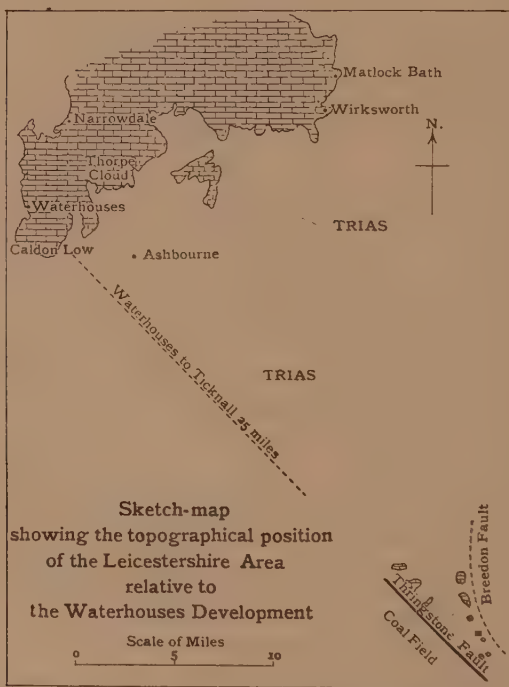 Matlock Bath
Wirksworth
Narrowdale
N.
Thorpe
Cloud
TRIAS
Waterhouses
Caldon Low
Ashbourne
Waterhouses to Ticknall 25 miles
TRIAS
Sketch-map
showing the topographical position
of the Leicestershire Area
relative to
the Waterhouses Development
Scale of Miles
0 5 10
Breedon Fault
Thringstone Fault
Coal Field